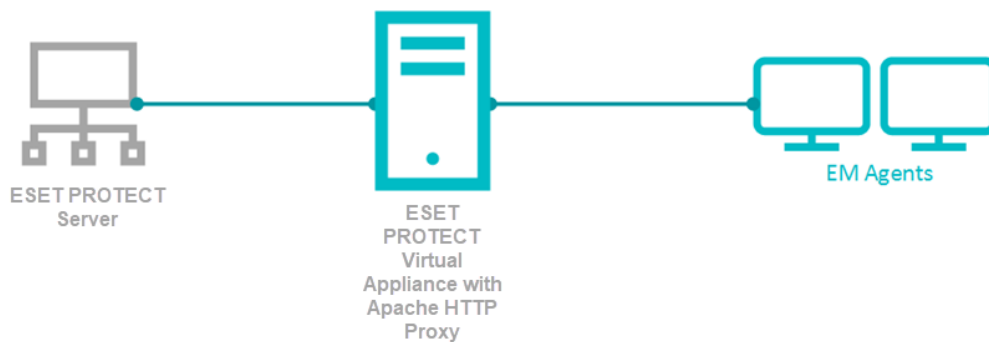 ESET PROTECT
Server
ESET
PROTECT
Virtual
Appliance with
Apache HTTP
Proxy
EM Agents